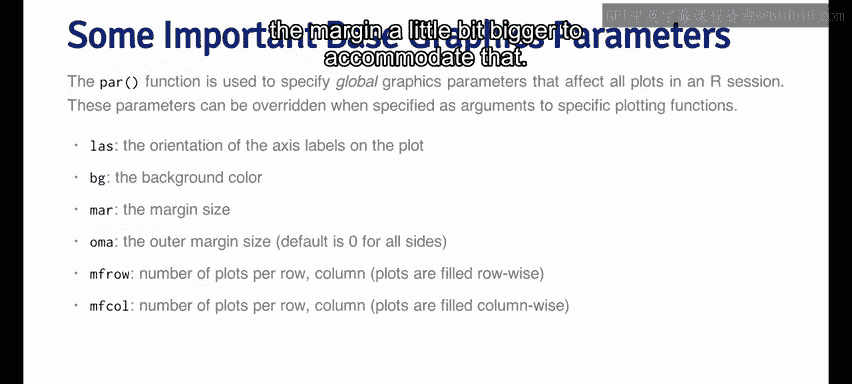 Some Important Base Graphics Parameters
the margin a little bit bigger to
accommodate that.
The par() function is used to specify global graphics parameters that affect all plots in an R session.
These parameters can be overridden when specified as arguments to specific plotting functions.
· las: the orientation of the axis labels on the plot
· bg: the background color
· mar: the margin size
· oma: the outer margin size (default is 0 for all sides)
· mfrow: number of plots per row, column (plots are filled row-wise)
· mfcol: number of plots per row, column (plots are filled column-wise)